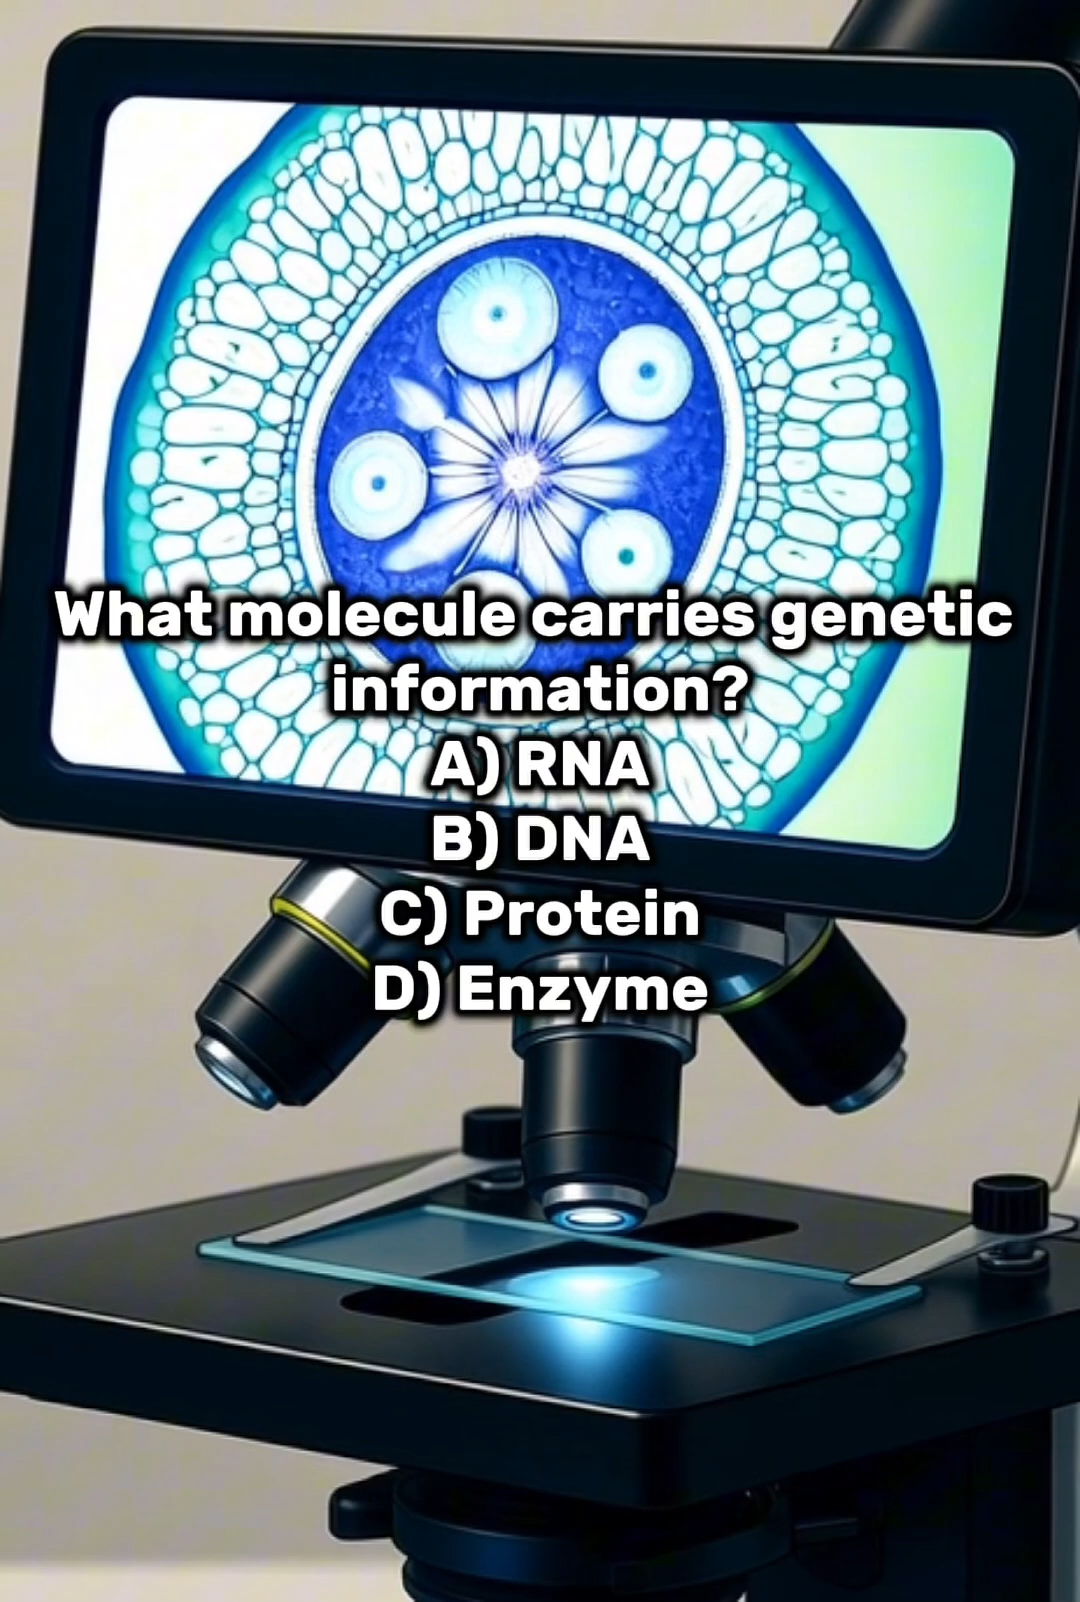 What molecule carries genetic
information?
A) RNA
B) DNA
C) Protein
D) Enzyme